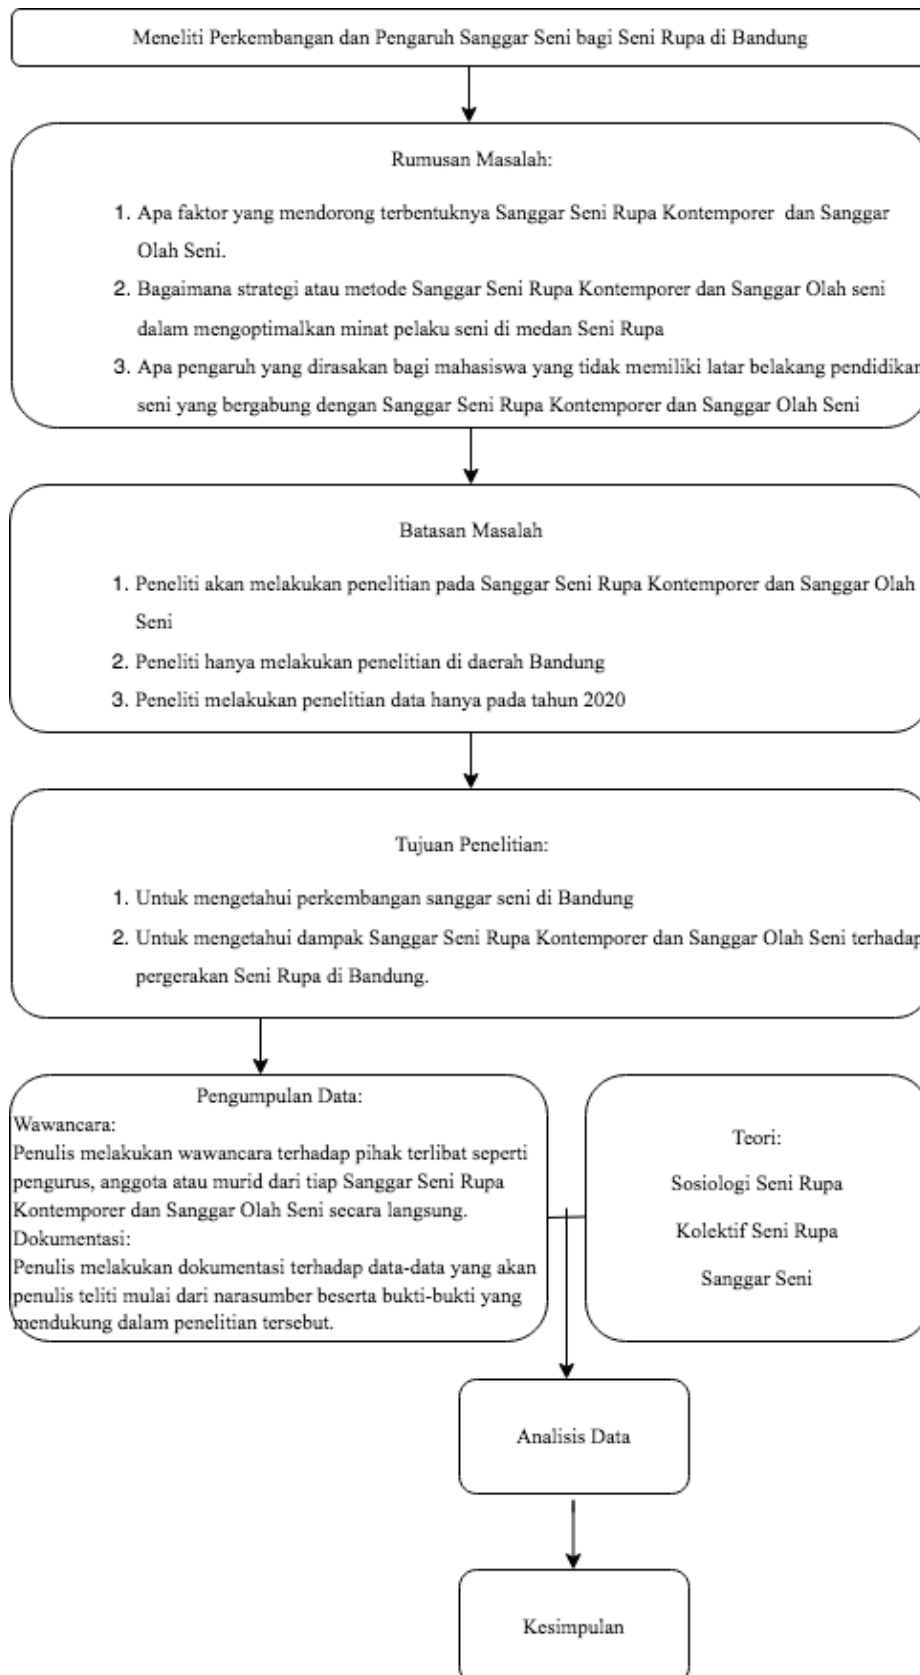 Meneliti Perkembangan dan Pengaruh Sanggar Seni bagi Seni Rupa di Bandung
Rumusan Masalah:
1. Apa faktor yang mendorong terbentuknya Sanggar Seni Rupa Kontemporer dan Sanggar
Olah Seni.
2. Bagaimana strategi atau metode Sanggar Seni Rupa Kontemporer dan Sanggar Olah seni
dalam mengoptimalkan minat pelaku seni di medan Seni Rupa
3. Apa pengaruh yang dirasakan bagi mahasiswa yang tidak memiliki latar belakang pendidikan
seni yang bergabung dengan Sanggar Seni Rupa Kontemporer dan Sanggar Olah Seni
Batasan Masalah
1. Peneliti akan melakukan penelitian pada Sanggar Seni Rupa Kontemporer dan Sanggar Olah
Seni
2. Peneliti hanya melakukan penelitian di daerah Bandung
3. Peneliti melakukan penelitian data hanya pada tahun 2020
Tujuan Penelitian:
1. Untuk mengetahui perkembangan sanggar seni di Bandung
2. Untuk mengetahui dampak Sanggar Seni Rupa Kontemporer dan Sanggar Olah Seni terhadap
pergerakan Seni Rupa di Bandung.
Pengumpulan Data:
Wawancara:
Penulis melakukan wawancara terhadap pihak terlibat seperti
pengurus, anggota atau murid dari tiap Sanggar Seni Rupa
Kontemporer dan Sanggar Olah Seni secara langsung.
Dokumentasi:
Penulis melakukan dokumentasi terhadap data-data yang akan
penulis teliti mulai dari narasumber beserta bukti-bukti yang
mendukung dalam penelitian tersebut.
Teori:
Sosiologi Seni Rupa
Kolektif Seni Rupa
Sanggar Seni
Analisis Data
Kesimpulan